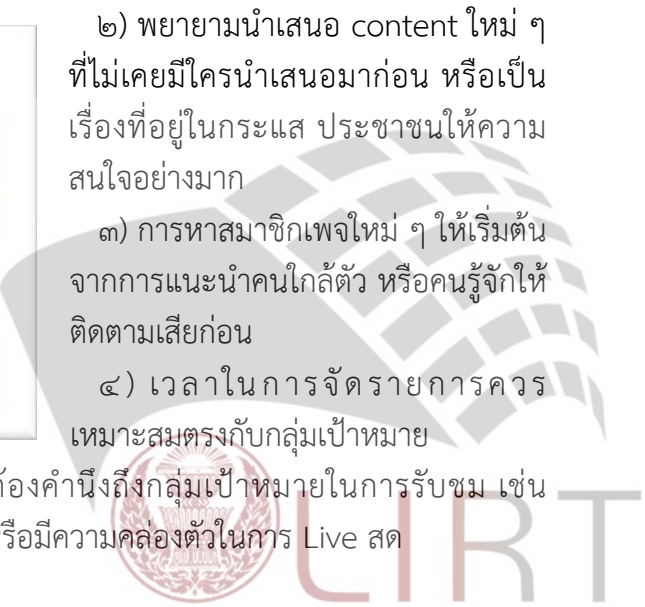 ๒) พยายามนำเสนอ content ใหม่ ๆ
ที่ไม่เคยมีใครนำเสนอมาก่อน หรือเป็น
เรื่องที่อยู่ในกระแส ประชาชนให้ความ
สนใจอย่างมาก
๓) การหาสมาชิกเพจใหม่ ๆ ให้เริ่มต้น
จากการแนะนำคนใกล้ตัว หรือคนรู้จักให้
ติดตามเสียก่อน
๔) เวลาในการจัดรายการควร
เหมาะสมตรงกับกลุ่มเป้าหมาย
ต้องคำนึงถึงกลุ่มเป้าหมายในการรับชม เช่น
หรือมีความคล่องตัวในการ Live สด
LIRT